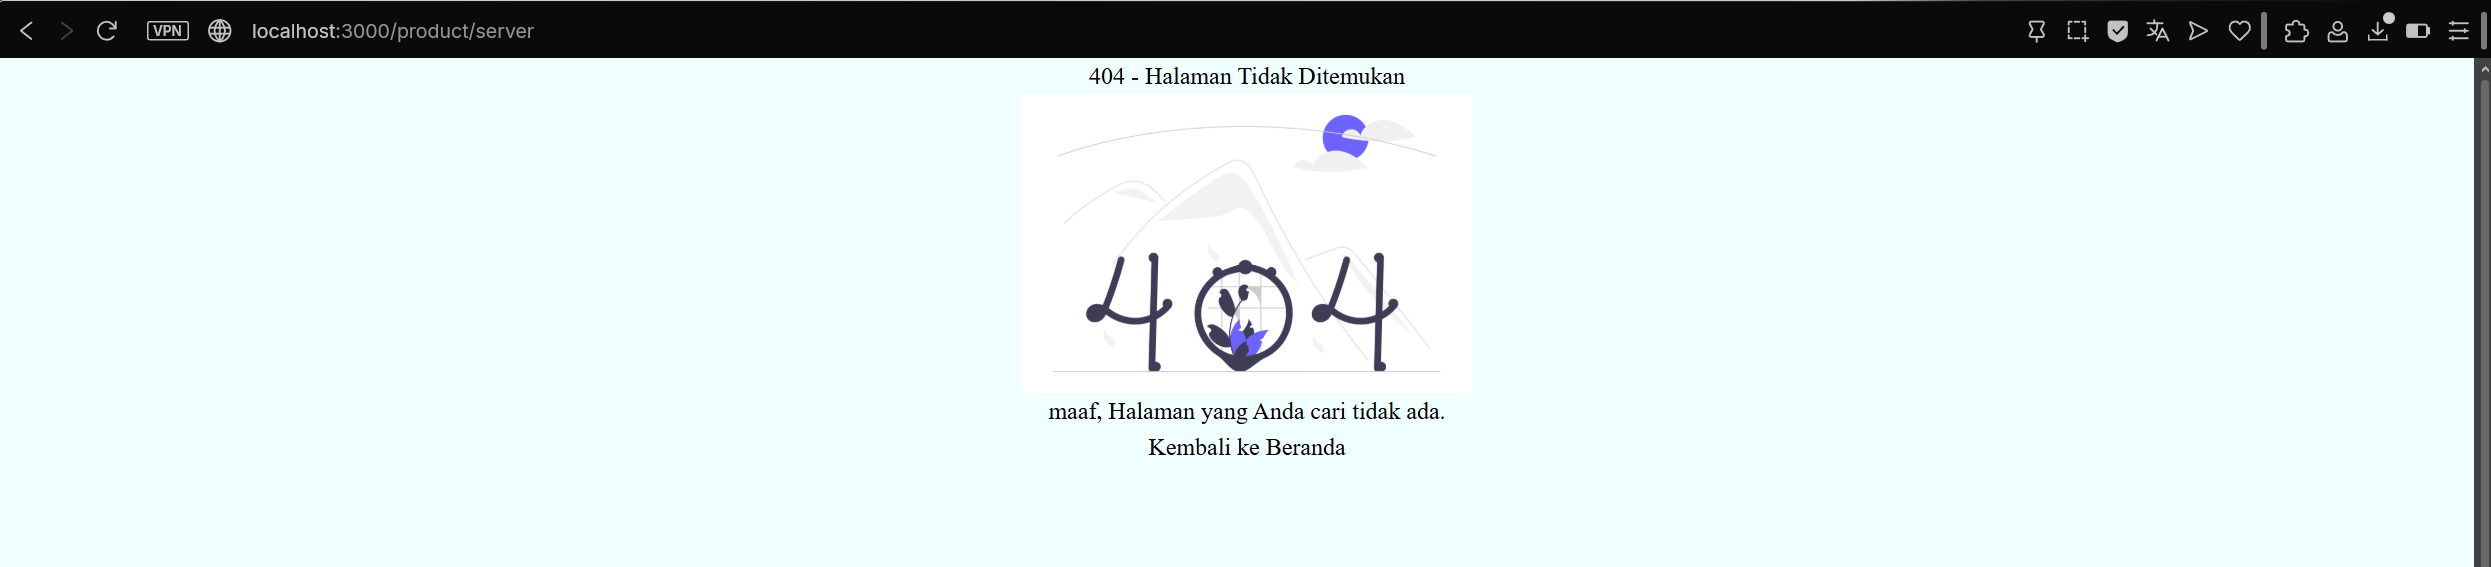 VPN
localhost:3000/product/server
404 - Halaman Tidak Ditemukan
404
maaf, Halaman yang Anda cari tidak ada.
Kembali ke Beranda